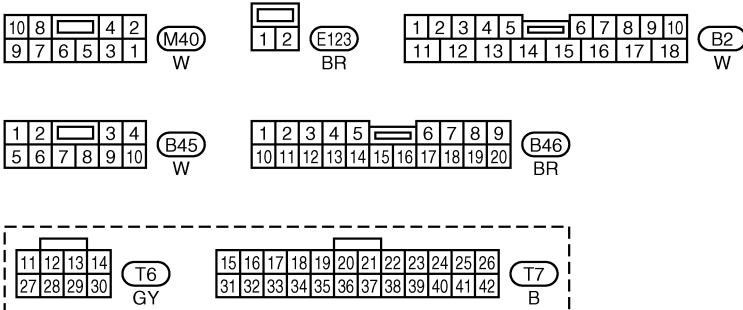 10 8 4 2
9 7 6 5 3 1
M40
W
1 2
E123
BR
1 2 3 4 5 6 7 8 9 10
11 12 13 14 15 16 17 18
B2
W
1 2 3 4
5 6 7 8 9 10
B45
W
1 2 3 4 5 6 7 8 9
10 11 12 13 14 15 16 17 18 19 20
B46
BR
11 12 13 14
27 28 29 30
T6
GY
15 16 17 18 19 20 21 22 23 24 25 26
31 32 33 34 35 36 37 38 39 40 41 42
T7
B